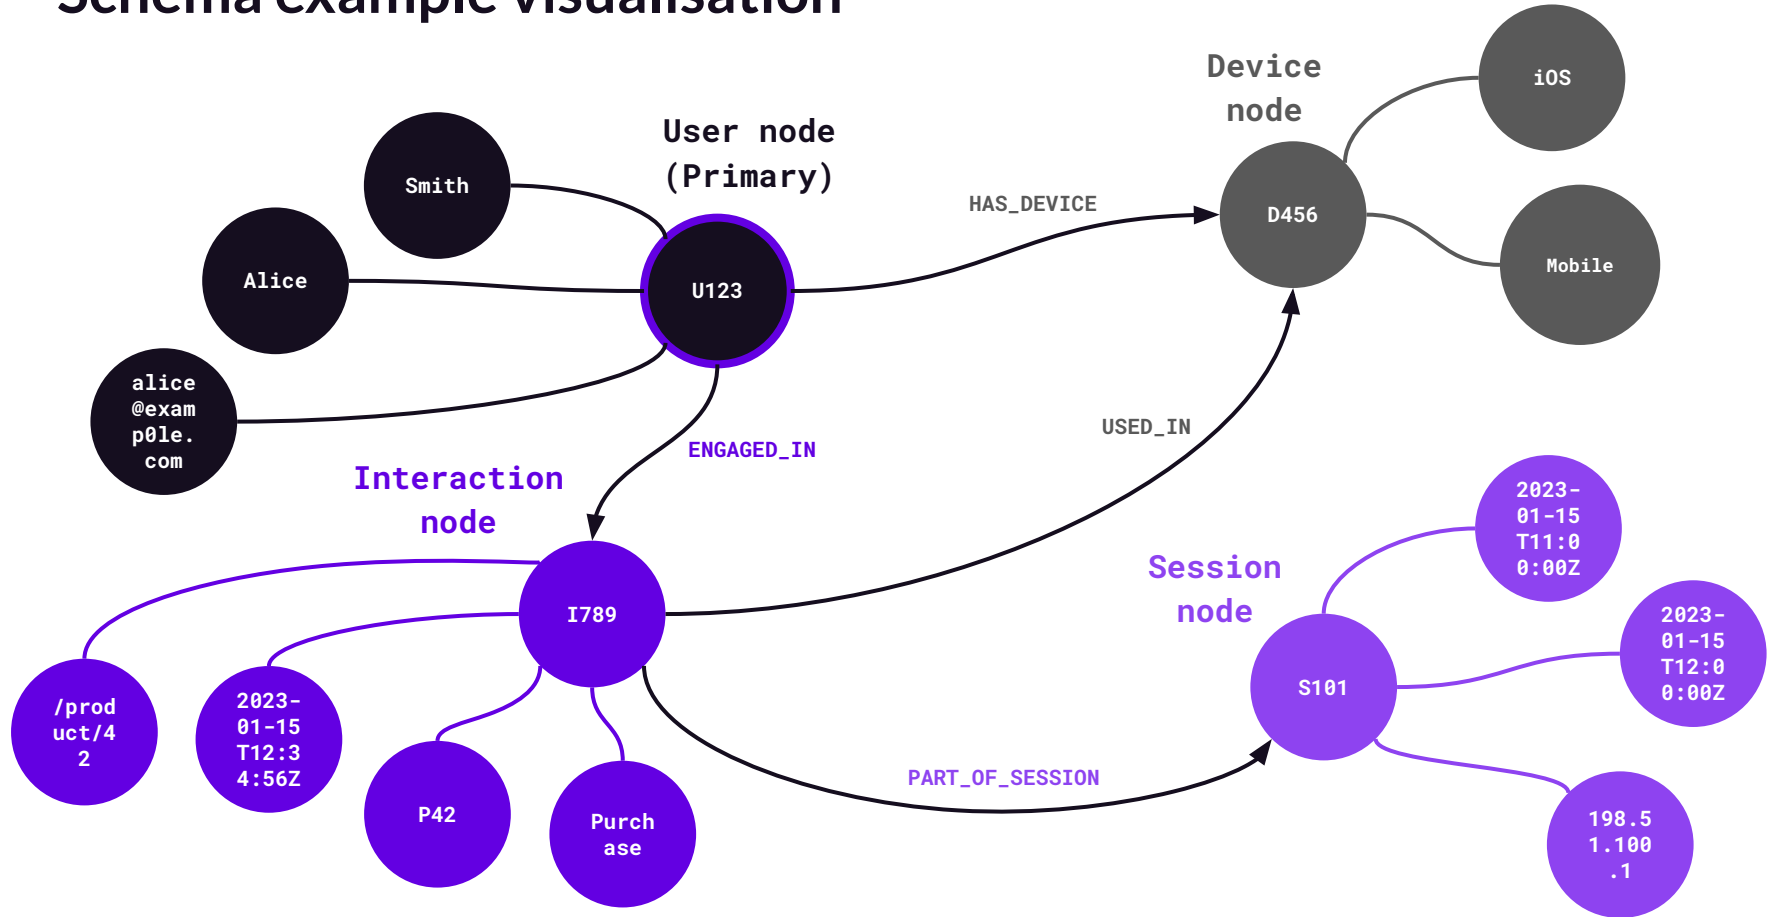 Schema example visualisation
Device
node
iOS
User node
(Primary)
Smith
HAS_DEVICE
D456
Mobile
Alice
U123
alice
@exam
p0le.
com
USED_IN
ENGAGED_IN
Interaction
node
2023-
01-15
T11:0
0:00Z
Session
node
I789
2023-
01-15
T12:0
0:00Z
S101
/prod
uct/4
2
2023-
01-15
T12:3
4:56Z
PART_OF_SESSION
P42
Purch
ase
198.5
1.100
.1